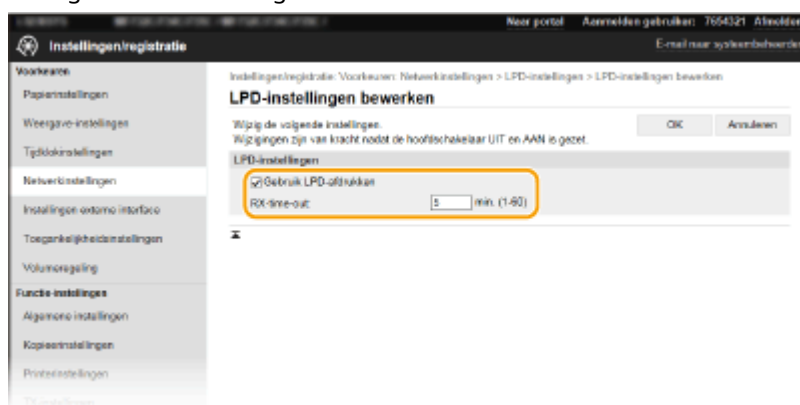 Naar portal Aanmelden gebruiker: 7654321 Afmelden
Instellingen/registratie
E-mail naar systeembeheerder
Voorkeuren
Papierinstellingen
Weergave-instellingen
Tijdklokinstellingen
Netwerkinstellingen
Instellingen externe interface
Toegankelijkheidsinstellingen
Volumeregeling
Functie-instellingen
Algemene instellingen
Kopieerinstellingen
Printerinstellingen
Instellingen/registratie: Voorkeuren: Netwerkinstellingen > LPD-instellingen > LPD-instellingen bewerken
LPD-instellingen bewerken
Wijzig de volgende instellingen.
Wijzigingen zijn van kracht nadat de hoofdschakelaar UIT en AAN is gezet.
OK Annuleren
LPD-instellingen
Gebruik LPD-afdrukken
RX-time-out: 5 min. (1-60)